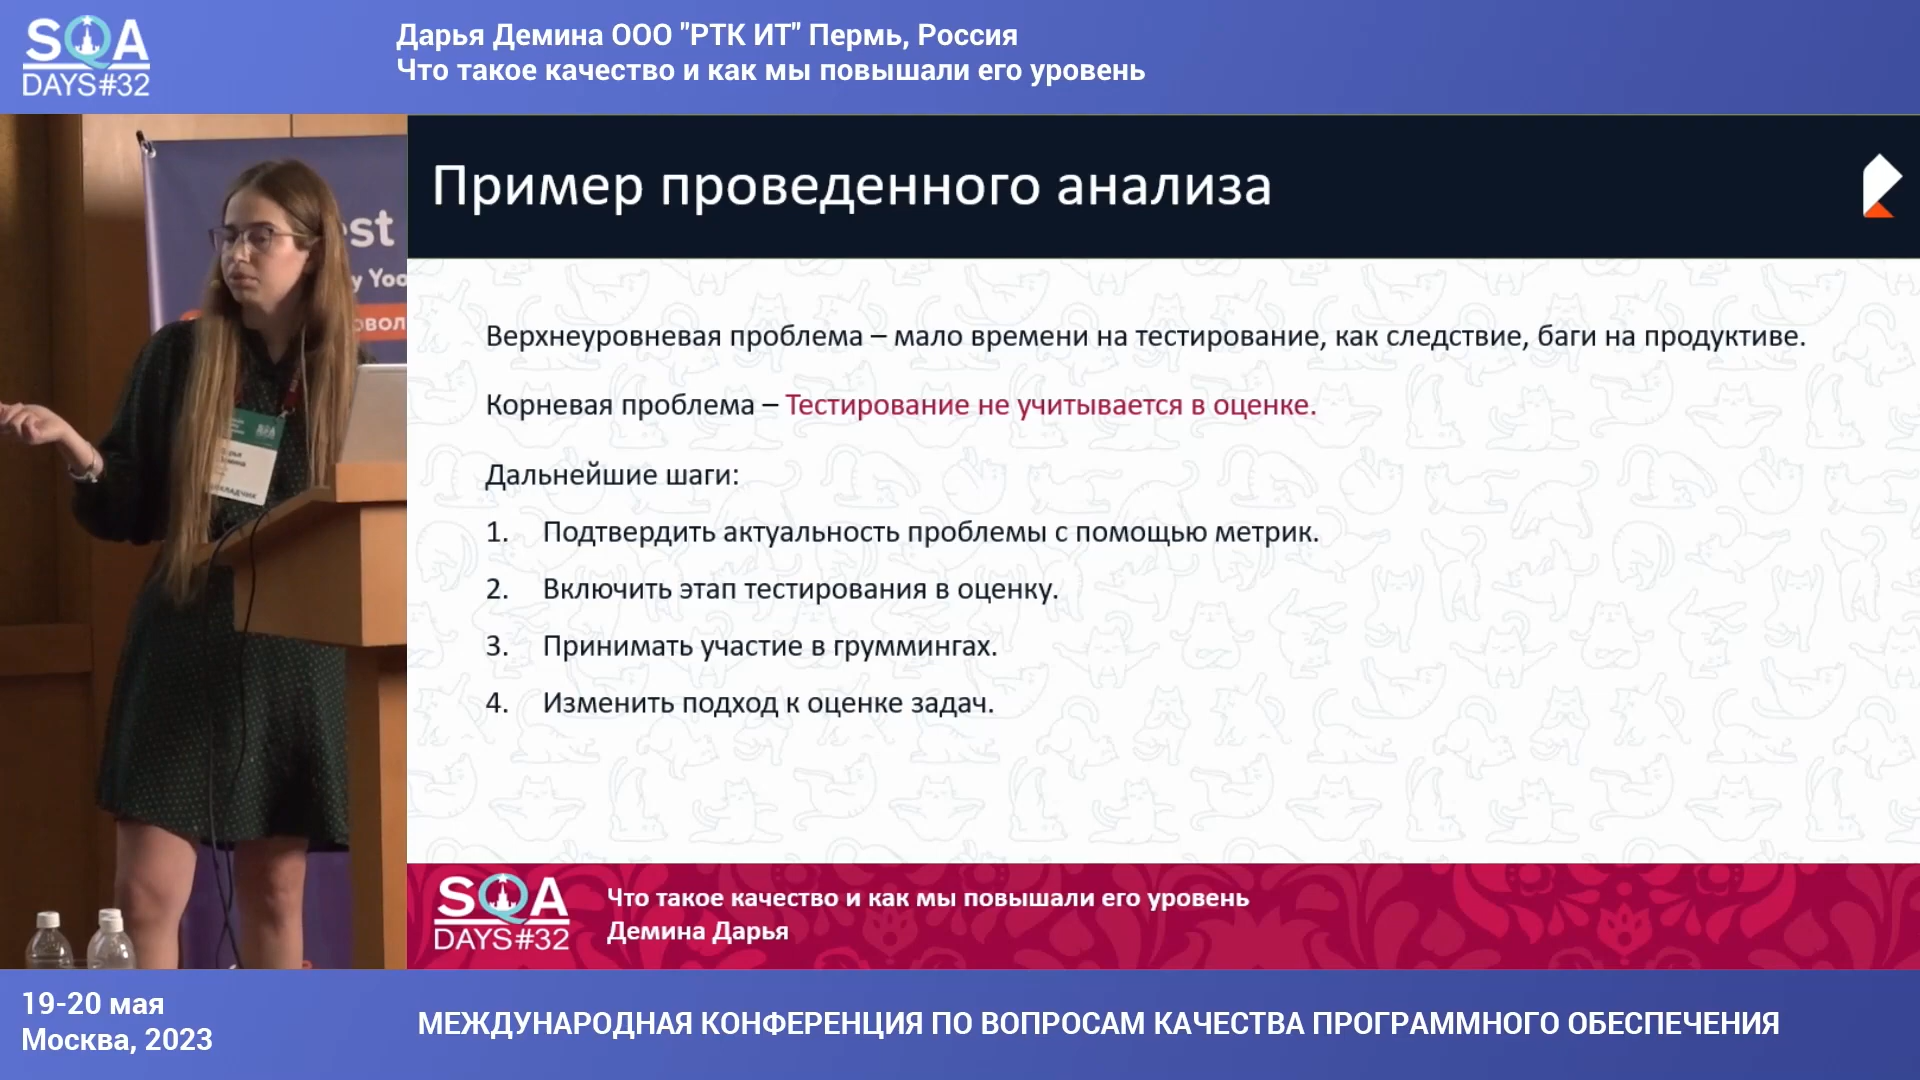 SQA
DAYS#32
Дарья Демина ООО "РТК ИТ" Пермь, Россия
Что такое качество и как мы повышали его уровень
Пример проведенного анализа
Верхнеуровневая проблема – мало времени на тестирование, как следствие, баги на продуктиве.
Корневая проблема – Тестирование не учитывается в оценке.
Дальнейшие шаги:
1. Подтвердить актуальность проблемы с помощью метрик.
2. Включить этап тестирования в оценку.
3. Принимать участие в груммингах.
4. Изменить подход к оценке задач.
SQA
DAYS#32
Что такое качество и как мы повышали его уровень
Демина Дарья
19-20 мая
Москва, 2023
МЕЖДУНАРОДНАЯ КОНФЕРЕНЦИЯ ПО ВОПРОСАМ КАЧЕСТВА ПРОГРАММНОГО ОБЕСПЕЧЕНИЯ